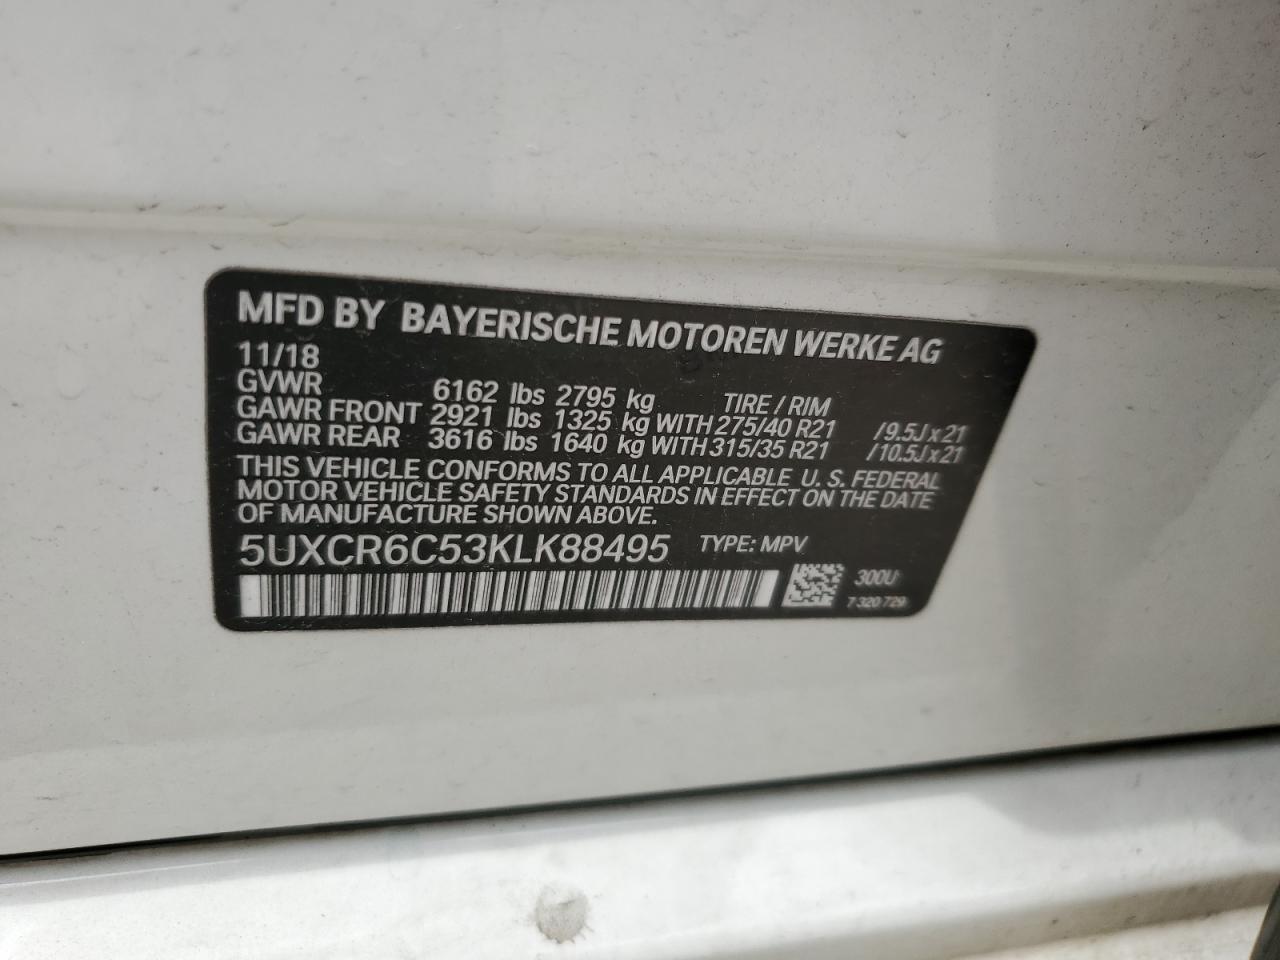 MFD BY BAYERISCHE MOTOREN WERKE AG
11/18
GVWR 6162 lbs 2795 kg TIRE / RIM
GAWR FRONT 2921 lbs 1325 kg WITH 275/40 R21 /9.5J x 21
GAWR REAR 3616 lbs 1640 kg WITH 315/35 R21 /10.5J x 21
THIS VEHICLE CONFORMS TO ALL APPLICABLE U. S. FEDERAL
MOTOR VEHICLE SAFETY STANDARDS IN EFFECT ON THE DATE
OF MANUFACTURE SHOWN ABOVE.
5UXCR6C53KLK88495 TYPE: MPV
300U
7 320 729